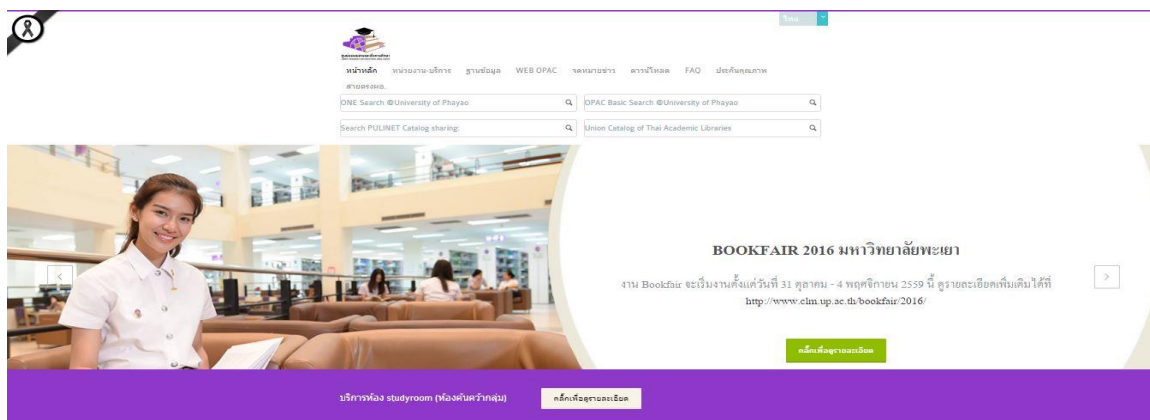 ไทย
หน้าหลัก หน่วยงาน-บริการ ฐานข้อมูล WEB OPAC จดหมายข่าว ดาวน์โหลด FAQ ประกันคุณภาพ
สายตรงผอ.
ONE Search @University of Phayao OPAC Basic Search @University of Phayao
Search PULINET Catalog sharing: Union Catalog of Thai Academic Libraries
BOOKFAIR 2016 มหาวิทยาลัยพะเยา
งาน Bookfair จะเริ่มงานตั้งแต่วันที่ 31 ตุลาคม - 4 พฤศจิกายน 2559 นี้ ดูรายละเอียดเพิ่มเติมได้ที่
http://www.clm.up.ac.th/bookfair/2016/
คลิ๊กเพื่อดูรายละเอียด
บริการห้อง studyroom (ห้องค้นคว้ากลุ่ม) คลิ๊กเพื่อดูรายละเอียด